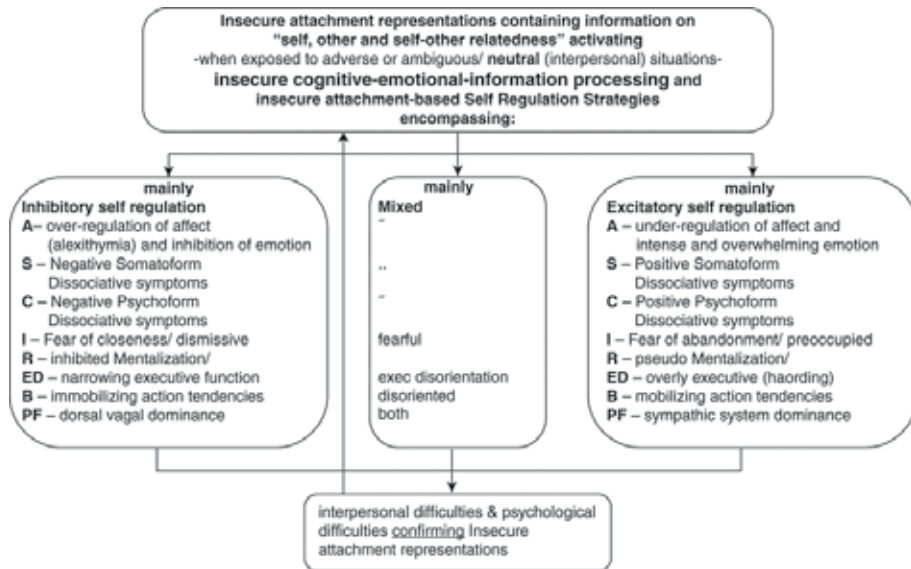 Insecure attachment representations containing information on
“self, other and self-other relatedness” activating
-when exposed to adverse or ambiguous/ neutral (interpersonal) situations-
insecure cognitive-emotional-information processing and
insecure attachment-based Self Regulation Strategies
encompassing:
mainly
Inhibitory self regulation
A– over-regulation of affect
(alexithymia) and inhibition of emotion
S – Negative Somatoform
Dissociative symptoms
C – Negative Psychoform
Dissociative symptoms
I – Fear of closeness/ dismissive
R – inhibited Mentalization/
ED – narrowing executive function
B – immobilizing action tendencies
PF – dorsal vagal dominance
mainly
Mixed
˝
¨
˝
fearful
exec disorientation
disoriented
both
mainly
Excitatory self regulation
A – under-regulation of affect and
intense and overwhelming emotion
S – Positive Somatoform
Dissociative symptoms
C – Positive Psychoform
Dissociative symptoms
I – Fear of abandonment/ preoccupied
R – pseudo Mentalization/
ED – overly executive (haording)
B – mobilizing action tendencies
PF – sympathic system dominance
interpersonal difficulties & psychological
difficulties confirming Insecure
attachment representations